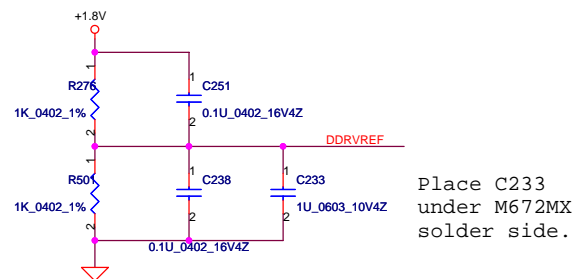 +1.8V
1
R276
1K_0402_1%
2
1
C251
2
0.1U_0402_16V4Z
DDRVREF
1
R501
1K_0402_1%
2
1
C238
2
0.1U_0402_16V4Z
1
C233
1U_0603_10V4Z
2
Place C233
under M672MX
solder side.